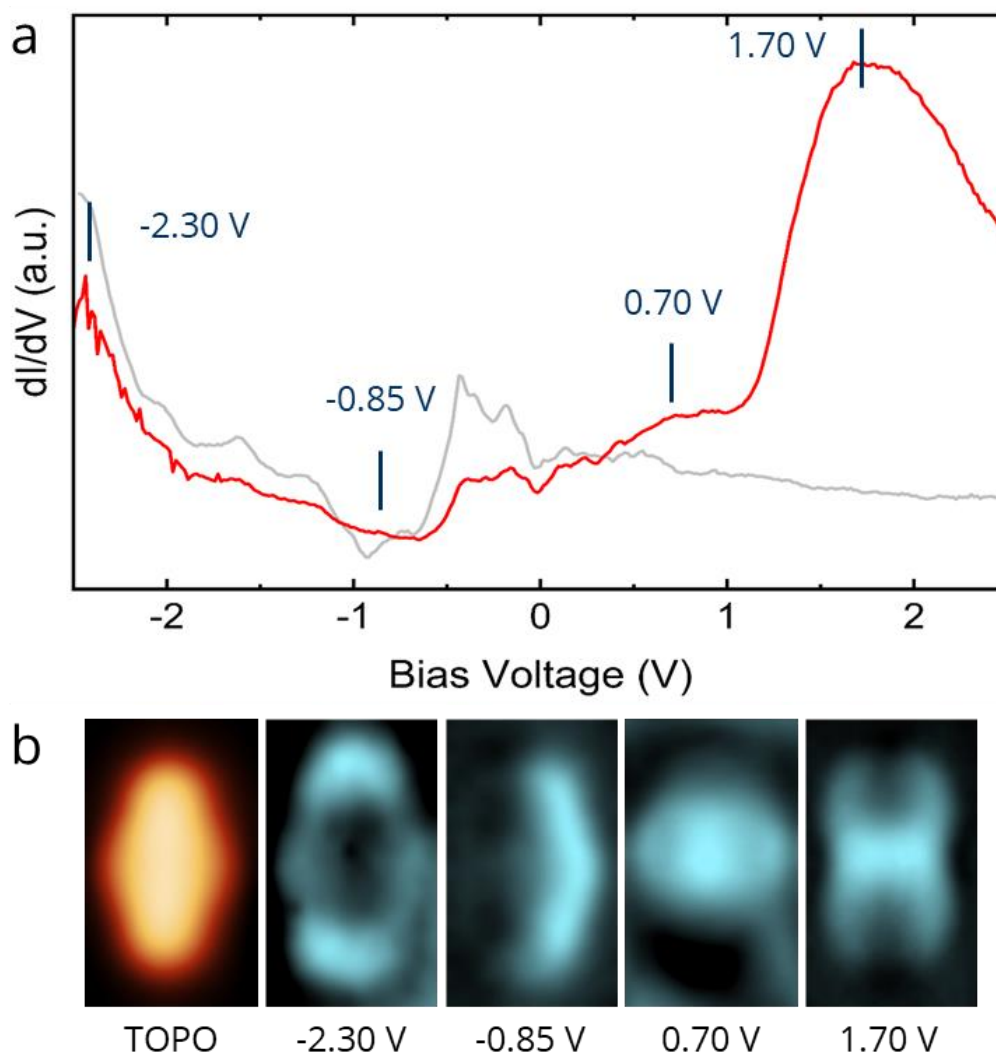 a
1.70 V
-2.30 V
0.70 V
-0.85 V
dI/dV (a.u.)
-2 -1 0 1 2
Bias Voltage (V)
b
TOPO -2.30 V -0.85 V 0.70 V 1.70 V